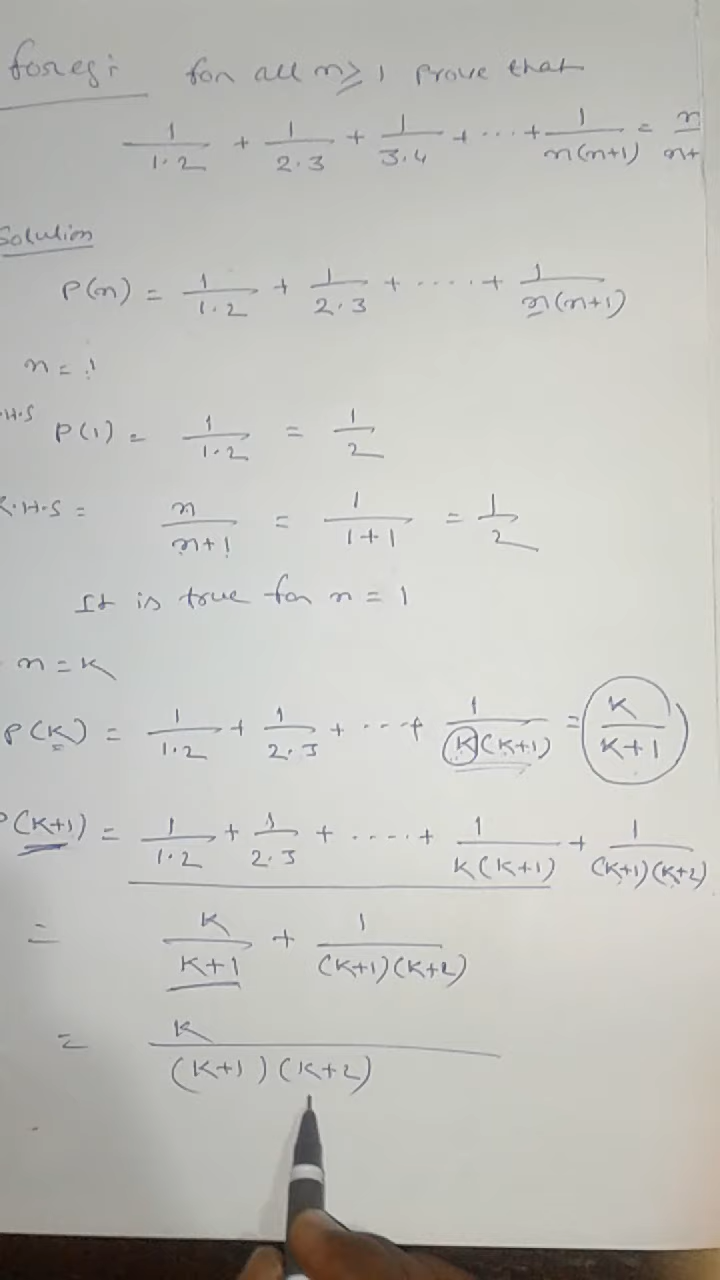 for eg: for all n ≥ 1 prove that
1/1·2 + 1/2·3 + 1/3·4 + ··· + 1/n(n+1) = n/n+
Solution
P(n) = 1/1·2 + 1/2·3 + ····· + 1/n(n+1)
n = 1
·H·S P(1) = 1/1·2 = 1/2
R·H·S = n/n+1 = 1/1+1 = 1/2
It is true for n = 1
n = K
P(K) = 1/1·2 + 1/2·3 + ··· + 1/K(K+1) = K/K+1
P(K+1) = 1/1·2 + 1/2·3 + ····· + 1/K(K+1) + 1/(K+1)(K+2)
= K/K+1 + 1/(K+1)(K+2)
= K/(K+1)(K+2)